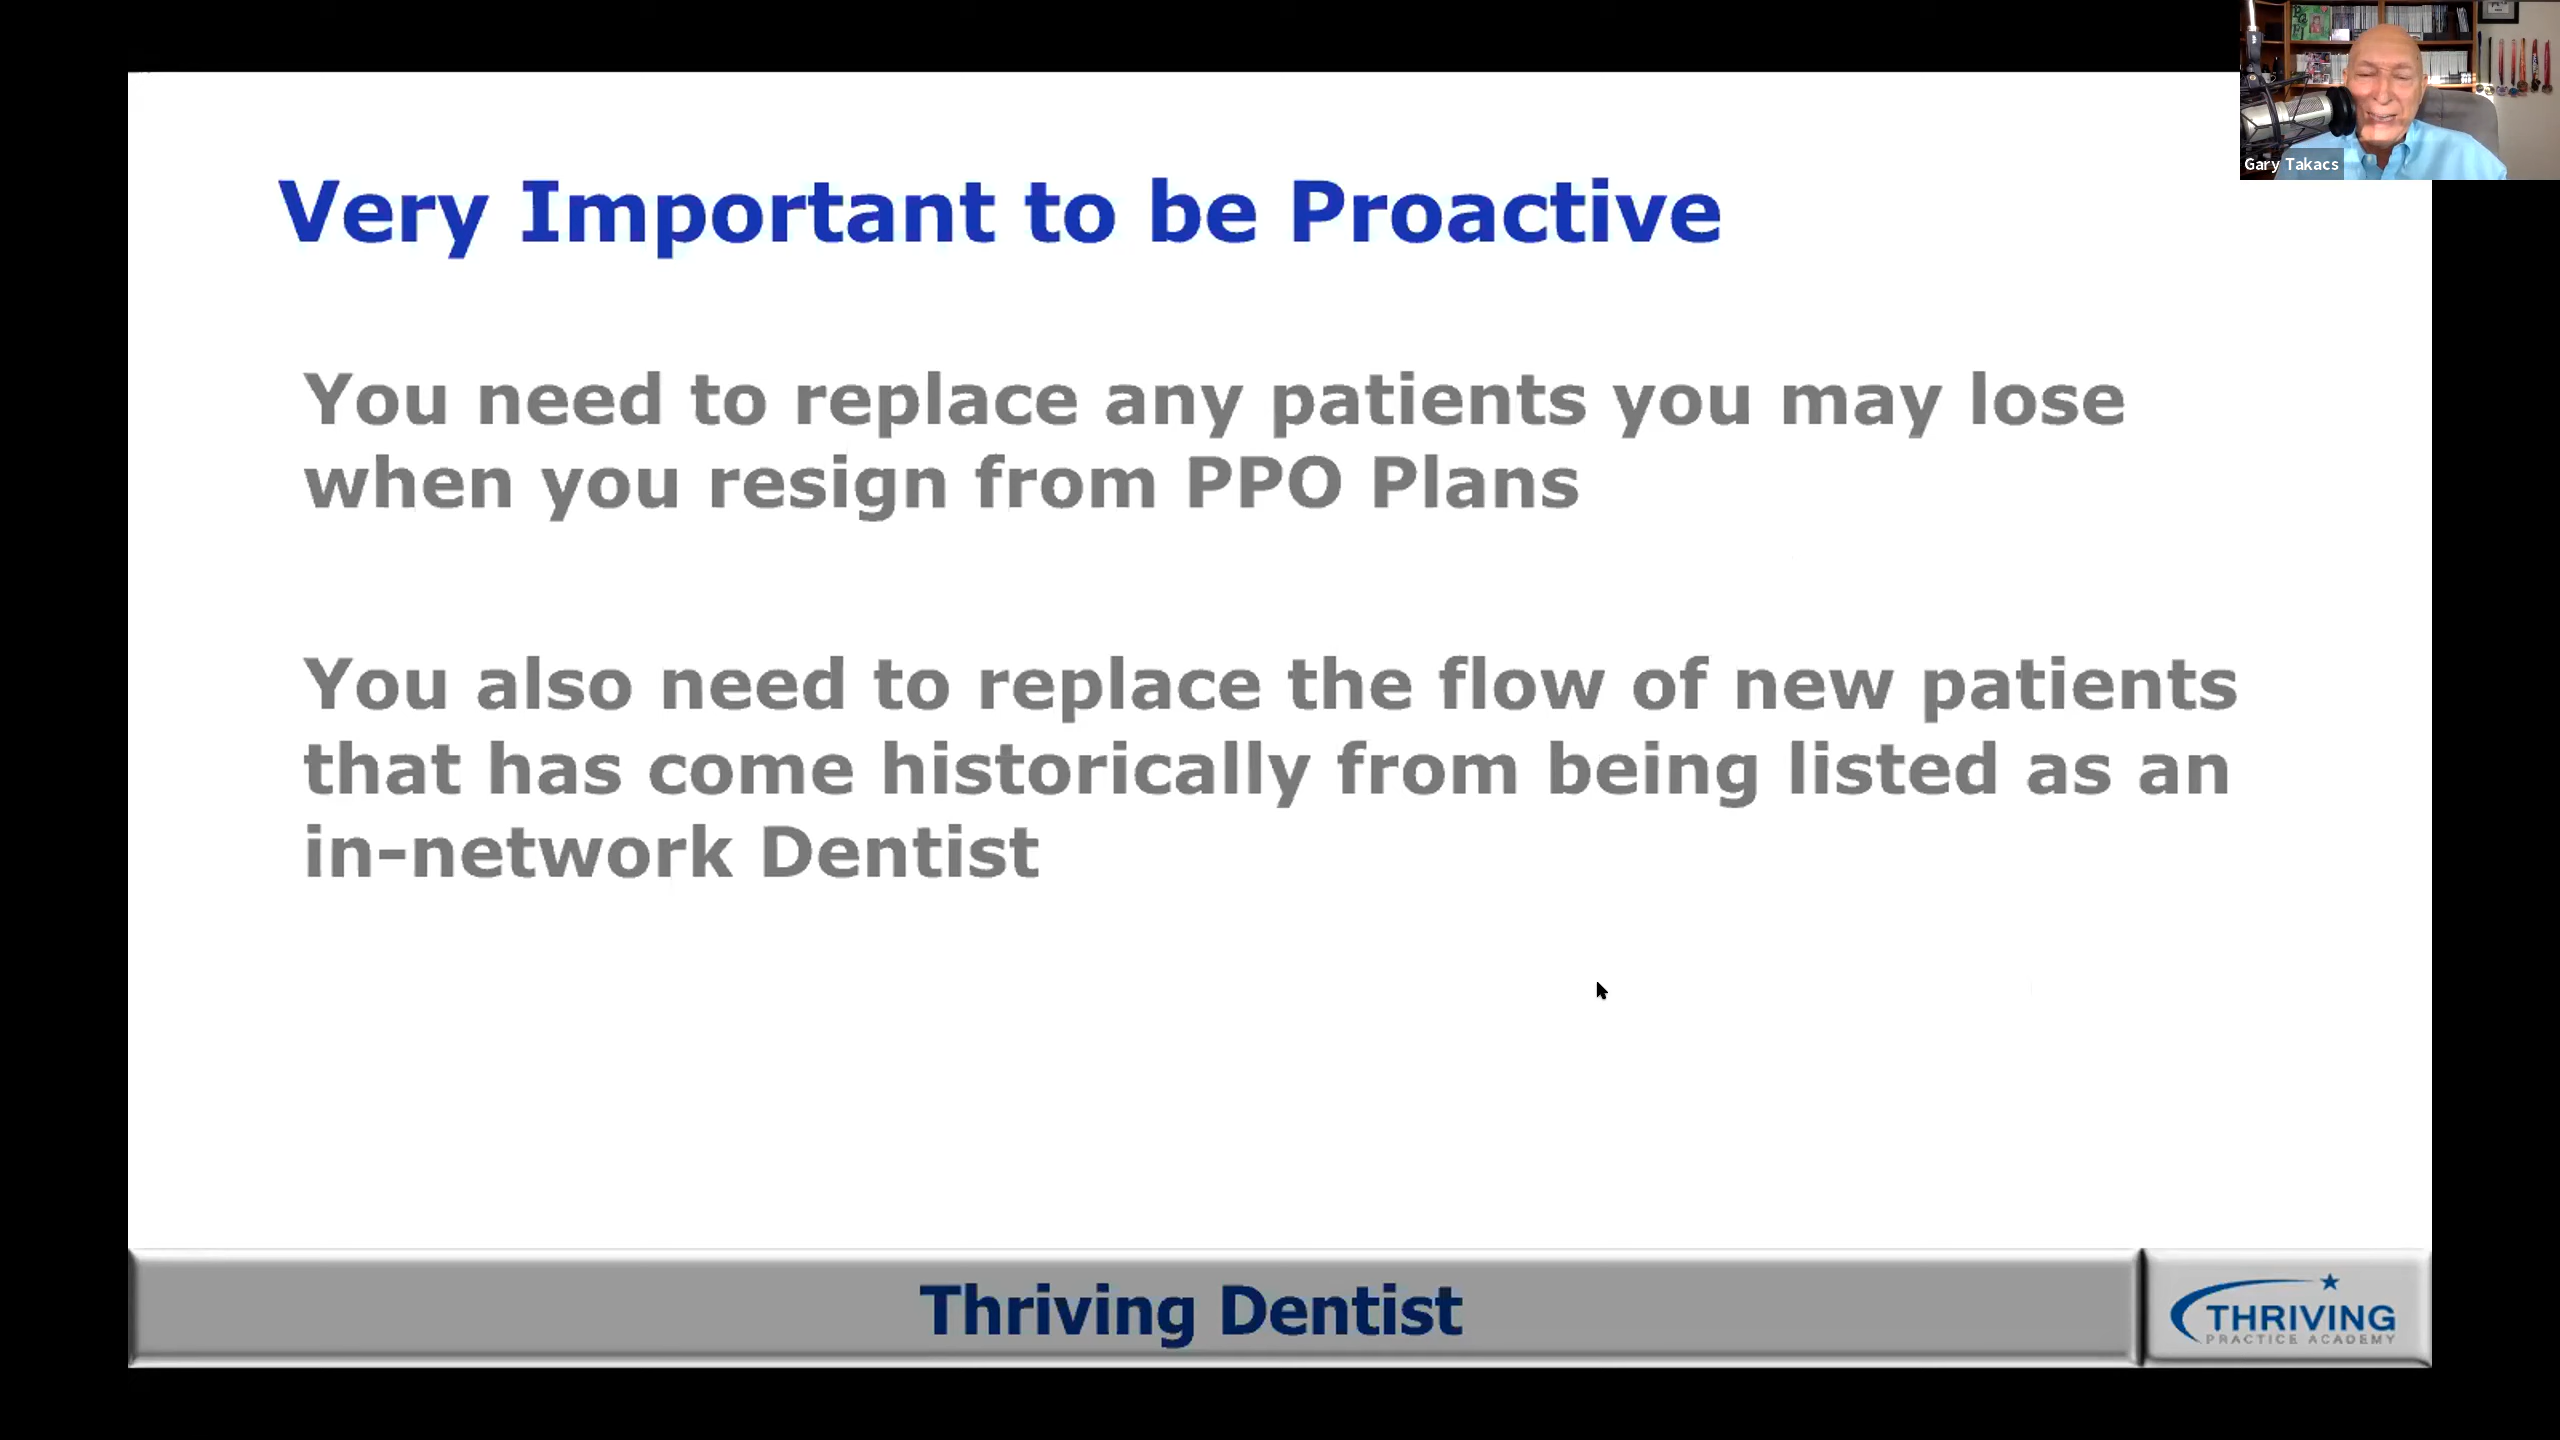 Gary Takacs
Very Important to be Proactive
You need to replace any patients you may lose
when you resign from PPO Plans
You also need to replace the flow of new patients
that has come historically from being listed as an
in-network Dentist
Thriving Dentist
THRIVING
PRACTICE ACADEMY